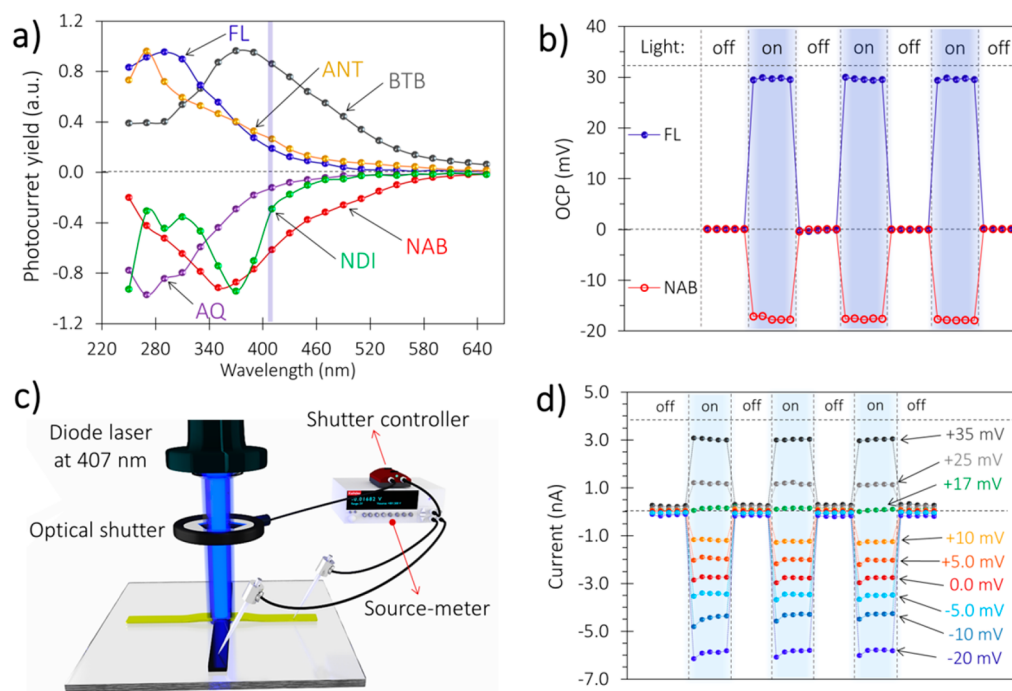 a)
Photocurret yield (a.u.)
1.2
0.8
0.4
0.0
-0.4
-0.8
-1.2
FL
ANT
BTB
NAB
NDI
AQ
220 280 340 400 460 520 580 640
Wavelength (nm)
b)
Light: off on off on off on off
OCP (mV)
40
30
20
10
0
-10
-20
FL
NAB
c)
Diode laser
at 407 nm
Shutter controller
Optical shutter
Source-meter
d)
off on off on off on off
Current (nA)
5.0
3.0
1.0
-1.0
-3.0
-5.0
-7.0
+35 mV
+25 mV
+17 mV
+10 mV
+5.0 mV
0.0 mV
-5.0 mV
-10 mV
-20 mV